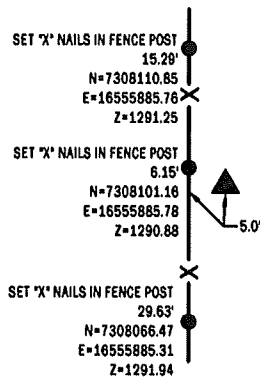 SET "X" NAILS IN FENCE POST
15.29'
N=7308110.85
E=16555885.76
Z=1291.25
SET "X" NAILS IN FENCE POST
6.15'
N=7308101.16
E=16555885.78
Z=1290.88
5.0'
SET "X" NAILS IN FENCE POST
29.63'
N=7308066.47
E=16555885.31
Z=1291.94